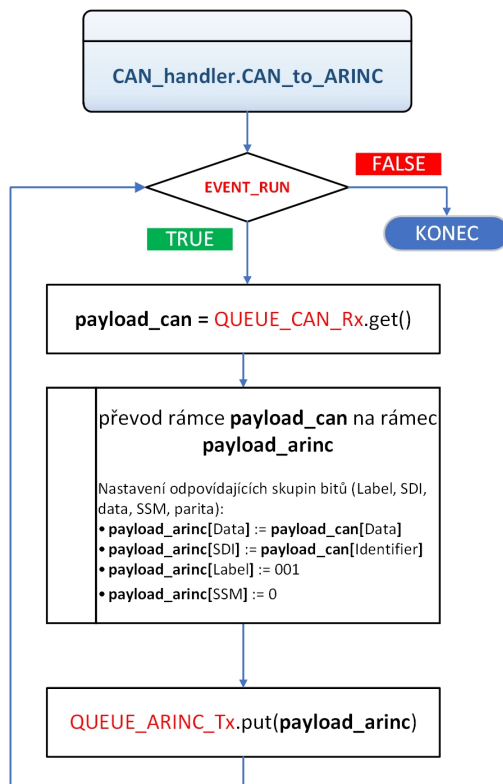 CAN_handler.CAN_to_ARINC
EVENT_RUN
FALSE
KONEC
TRUE
payload_can = QUEUE_CAN_Rx.get()
převod rámce payload_can na rámec
payload_arinc
Nastavení odpovídajících skupin bitů (Label, SDI,
data, SSM, parita):
• payload_arinc[Data] := payload_can[Data]
• payload_arinc[SDI] := payload_can[Identifier]
• payload_arinc[Label] := 001
• payload_arinc[SSM] := 0
QUEUE_ARINC_Tx.put(payload_arinc)